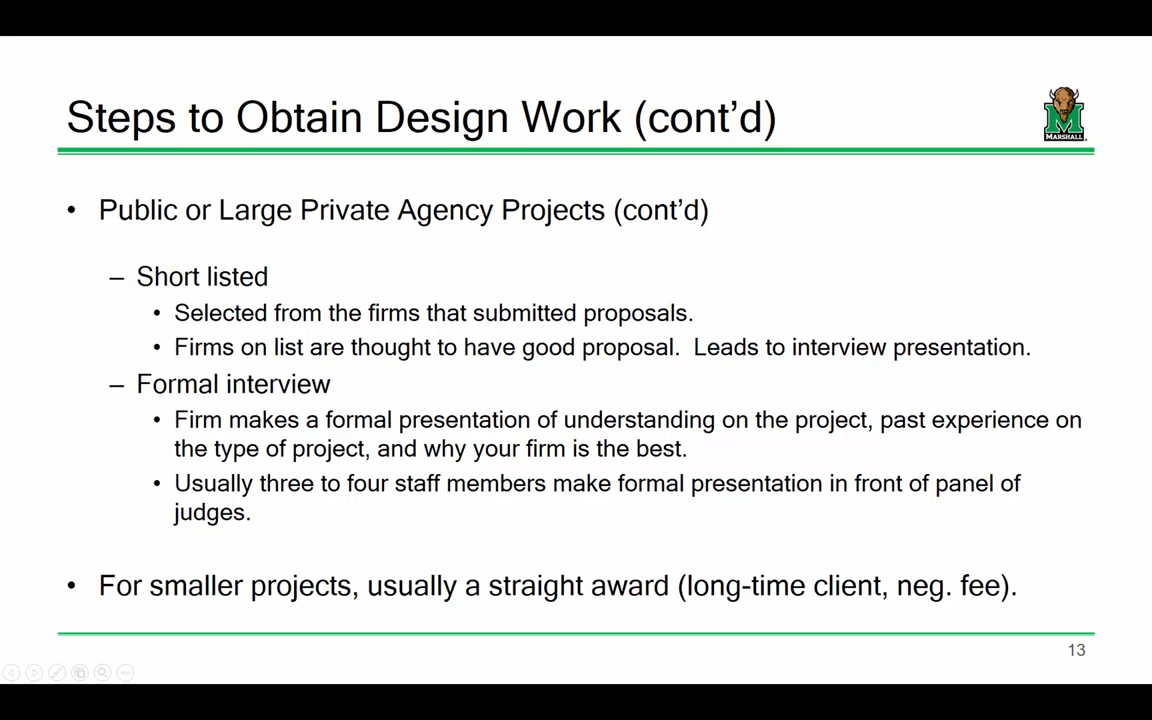 Steps to Obtain Design Work (cont’d)
M
MARSHALL
• Public or Large Private Agency Projects (cont’d)
– Short listed
• Selected from the firms that submitted proposals.
• Firms on list are thought to have good proposal.  Leads to interview presentation.
– Formal interview
• Firm makes a formal presentation of understanding on the project, past experience on
the type of project, and why your firm is the best.
• Usually three to four staff members make formal presentation in front of panel of
judges.
• For smaller projects, usually a straight award (long-time client, neg. fee).
13